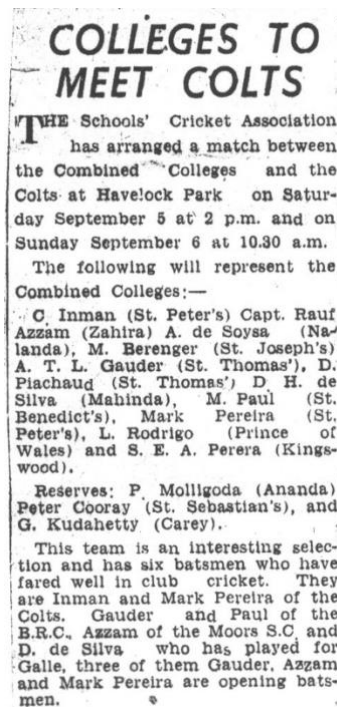 COLLEGES TO
MEET COLTS
THE Schools' Cricket Association
has arranged a match between
the Combined Colleges and the
Colts at Havelock Park on Satur-
day September 5 at 2 p.m. and on
Sunday September 6 at 10.30 a.m.
The following will represent the
Combined Colleges:—
C. Inman (St. Peter's) Capt. Rauf
Azzam (Zahira) A. de Soysa (Na-
landa), M. Berenger (St. Joseph's)
A. T. L. Gauder (St. Thomas'), D.
Piachaud (St. Thomas') D. H. de
Silva (Mahinda), M. Paul (St.
Benedict's), Mark Pereira (St.
Peter's), L. Rodrigo (Prince of
Wales) and S. E. A. Perera (Kings-
wood).
Reserves: P. Molligoda (Ananda)
Peter Cooray (St. Sebastian's), and
G. Kudahetty (Carey).
This team is an interesting selec-
tion and has six batsmen who have
fared well in club cricket. They
are Inman and Mark Pereira of the
Colts. Gauder and Paul of the
B.R.C., Azzam of the Moors S.C. and
D. de Silva who has played for
Galle, three of them Gauder, Azzam
and Mark Pereira are opening bats-
men.